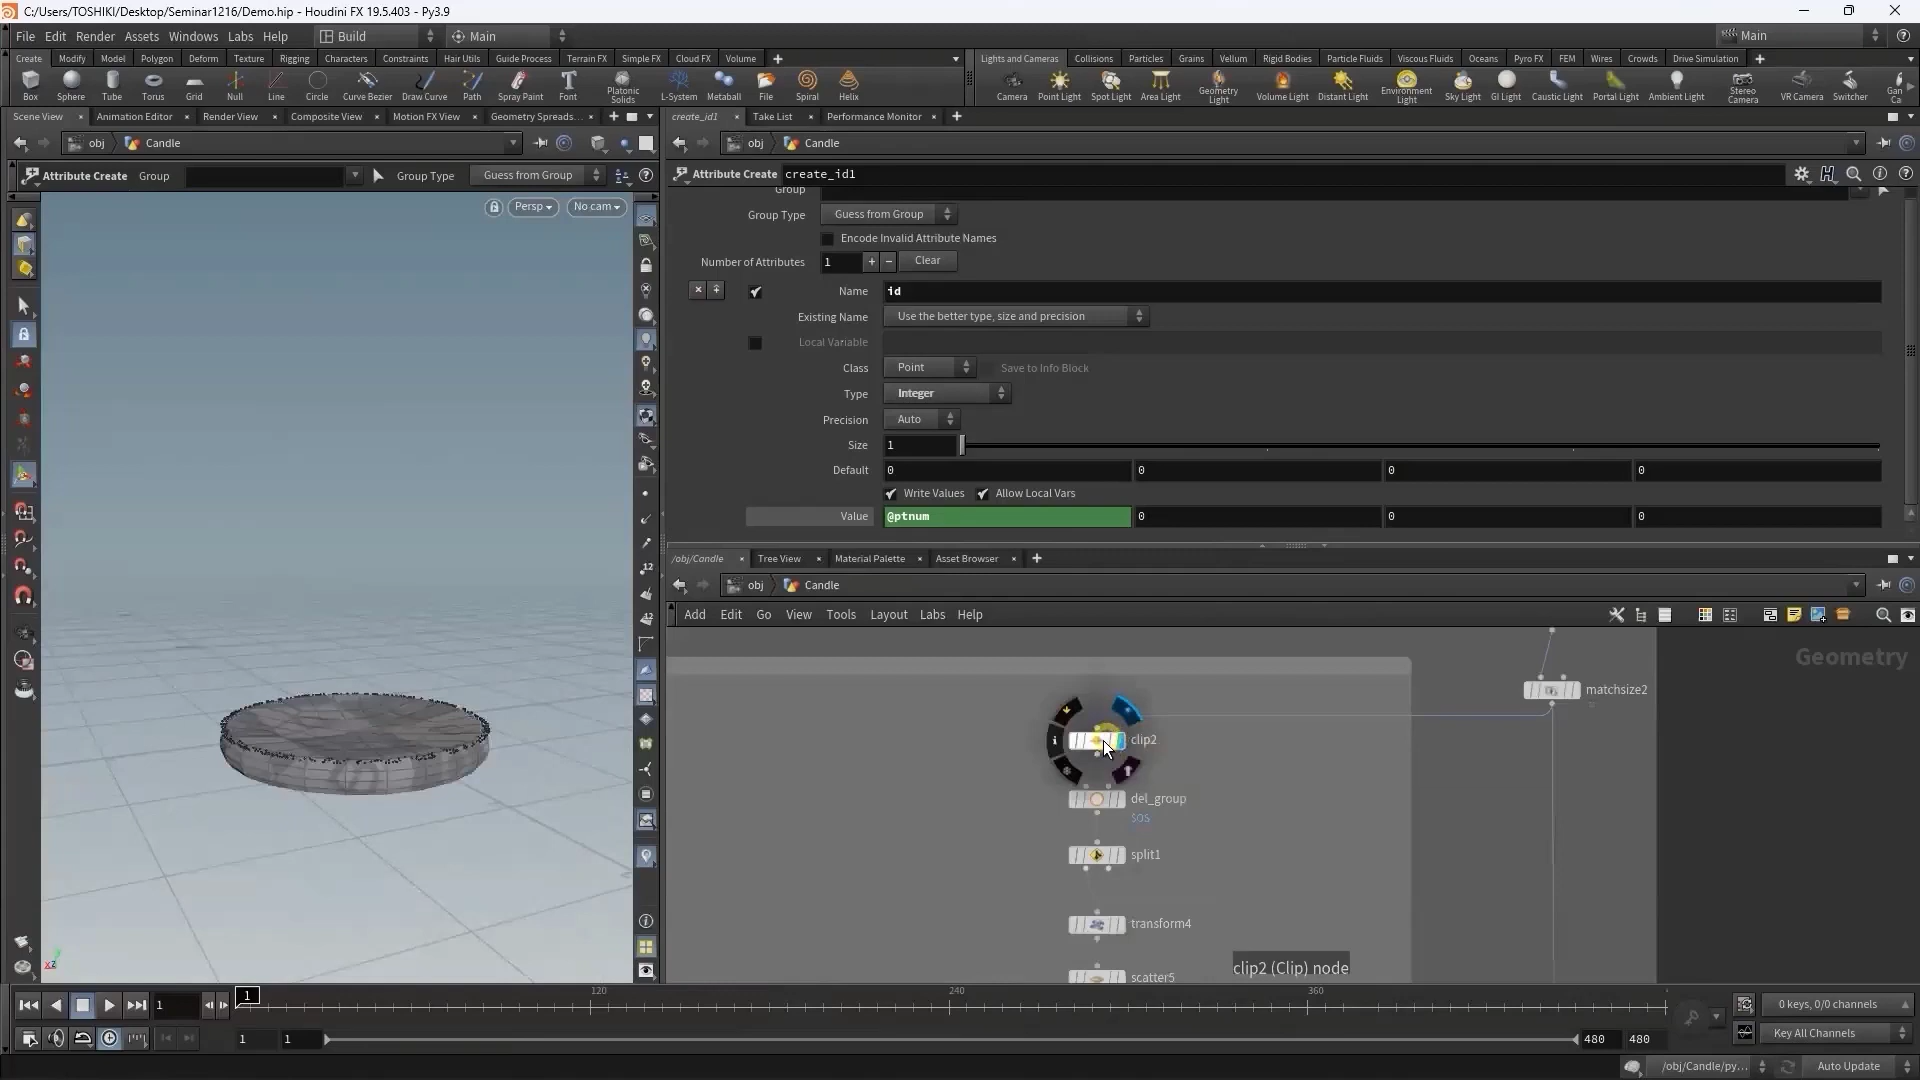 C:/Users/TOSHIKI/Desktop/Seminar1216/Demo.hip - Houdini FX 19.5.403 - Py3.9
File Edit Render Assets Windows Labs Help Build Main Main
Create Modify Model Polygon Deform Texture Rigging Characters Constraints Hair Utils Guide Process Terrain FX Simple FX Cloud FX Volume
Lights and Cameras Collisions Particles Grains Vellum Rigid Bodies Particle Fluids Viscous Fluids Oceans Pyro FX FEM Wires Crowds Drive Simulation
Box Sphere Tube Torus Grid Null Line Circle Curve Bezier Draw Curve Path Spray Paint Font Platonic Solids L-System Metaball File Spiral Helix
Camera Point Light Spot Light Area Light Geometry Light Volume Light Distant Light Environment Light Sky Light GI Light Caustic Light Portal Light Ambient Light Stereo Camera VR Camera Switcher Gan Ca
Scene View Animation Editor Render View Composite View Motion FX View Geometry Spreads...
create_id1 Take List Performance Monitor
obj Candle
obj Candle
Attribute Create Group Group Type Guess from Group
Attribute Create create_id1
Persp No cam
Group
Group Type Guess from Group
Encode Invalid Attribute Names
Number of Attributes 1 + - Clear
Name id
Existing Name Use the better type, size and precision
Local Variable
Class Point Save to Info Block
Type Integer
Precision Auto
Size 1
Default 0 0 0 0
Write Values Allow Local Vars
Value @ptnum 0 0 0
/obj/Candle Tree View Material Palette Asset Browser
obj Candle
Add Edit Go View Tools Layout Labs Help
Geometry
matchsize2
clip2
del_group
$OS
split1
transform4
clip2 (Clip) node
scatter5
xz
12
12
1 1 120 240 360
0 keys, 0/0 channels
1 1 480 480 Key All Channels
/obj/Candle/py... Auto Update